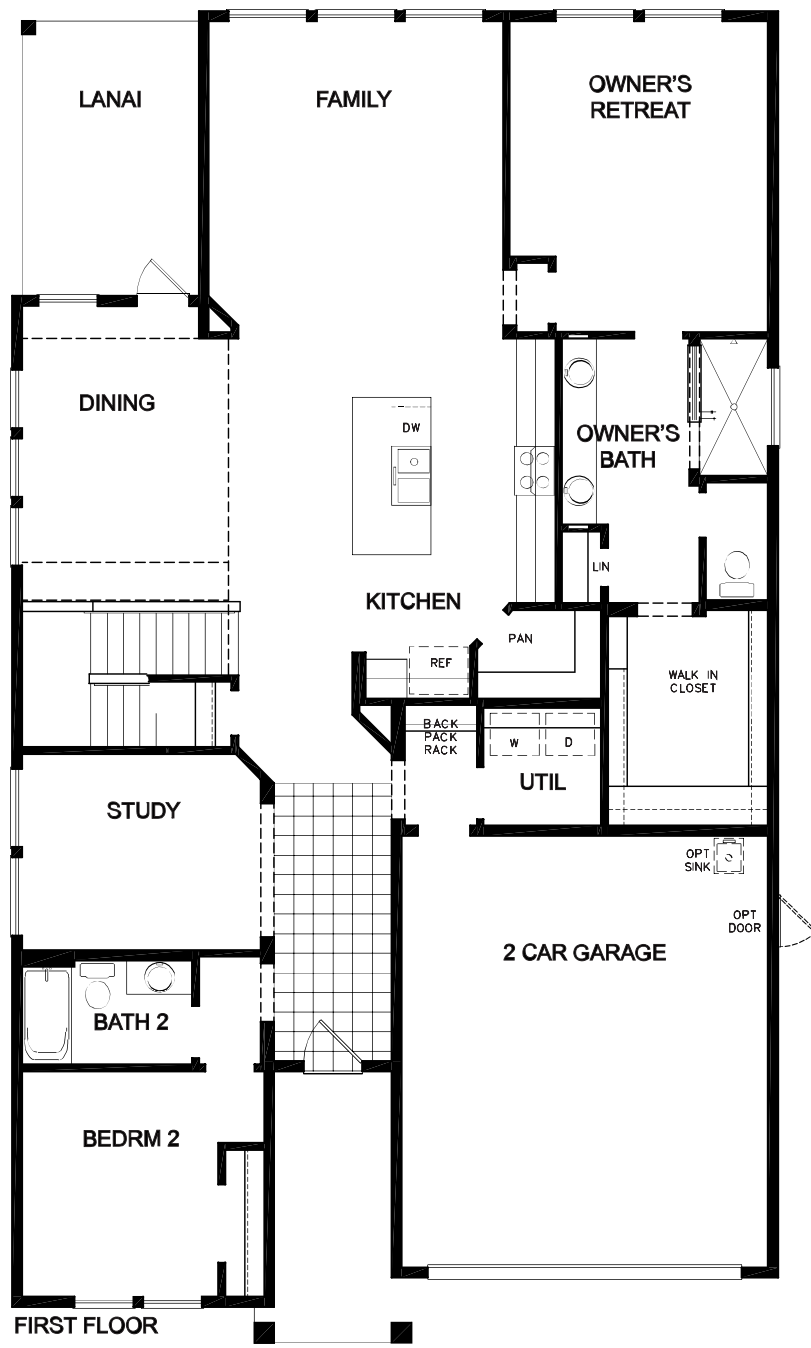 LANAI
FAMILY
OWNER'S
RETREAT
DINING
DW
OWNER'S
BATH
LIN
KITCHEN
PAN
REF
WALK IN
CLOSET
BACK
PACK
RACK
W
D
UTIL
STUDY
OPT
SINK
OPT
DOOR
2 CAR GARAGE
BATH 2
BEDRM 2
FIRST FLOOR